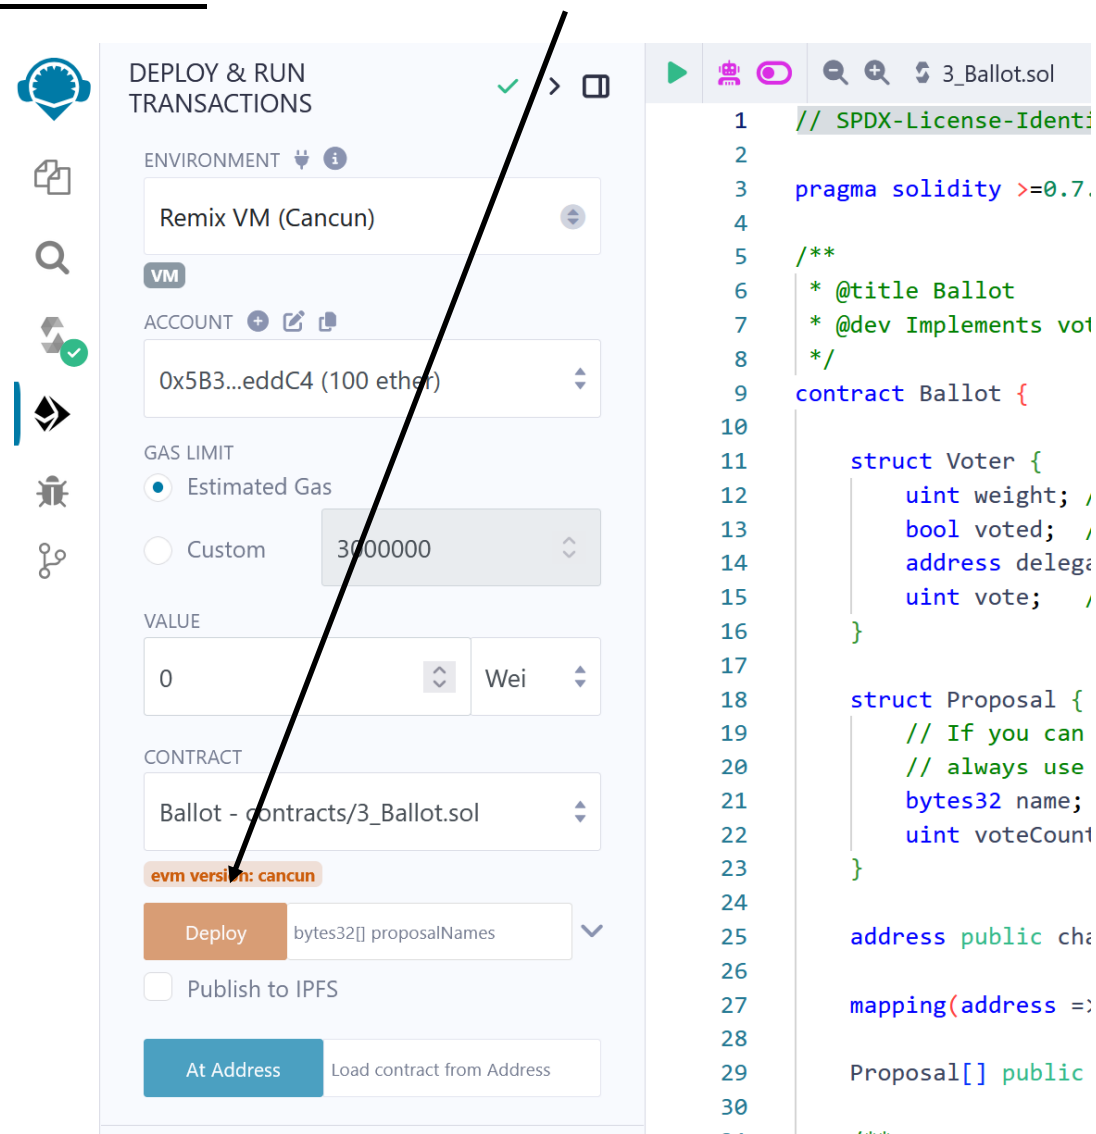 DEPLOY & RUN
TRANSACTIONS
ENVIRONMENT
Remix VM (Cancun)
VM
ACCOUNT
0x5B3...eddC4 (100 ether)
GAS LIMIT
Estimated Gas
Custom
3000000
VALUE
0
Wei
CONTRACT
Ballot - contracts/3_Ballot.sol
evm version: cancun
Deploy
bytes32[] proposalNames
Publish to IPFS
At Address
Load contract from Address
3_Ballot.sol
1 // SPDX-License-Identi
2
3 pragma solidity >=0.7.
4
5 /**
6 * @title Ballot
7 * @dev Implements vot
8 */
9 contract Ballot {
10
11 struct Voter {
12 uint weight; /
13 bool voted; /
14 address delega
15 uint vote; /
16 }
17
18 struct Proposal {
19 // If you can
20 // always use
21 bytes32 name;
22 uint voteCount
23 }
24
25 address public cha
26
27 mapping(address =>
28
29 Proposal[] public
30
/**